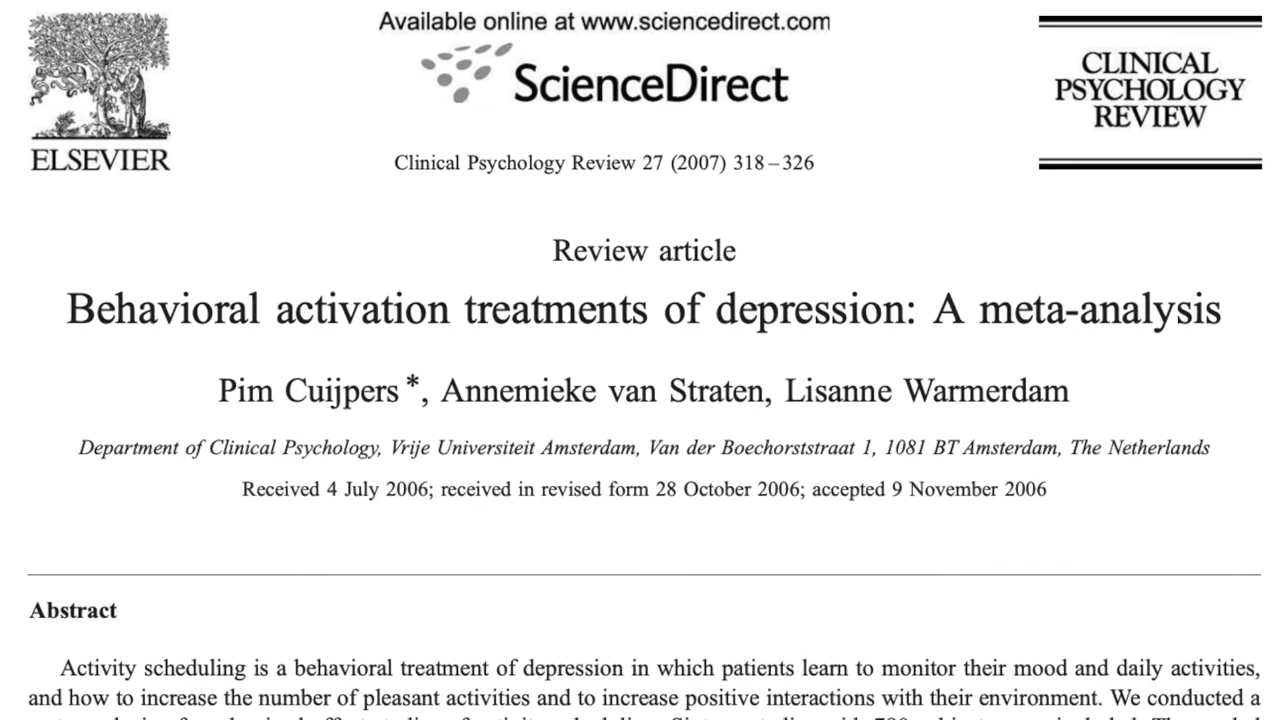 Available online at www.sciencedirect.com
ScienceDirect
ELSEVIER
CLINICAL
PSYCHOLOGY
REVIEW
Clinical Psychology Review 27 (2007) 318–326
Review article
Behavioral activation treatments of depression: A meta-analysis
Pim Cuijpers *, Annemieke van Straten, Lisanne Warmerdam
Department of Clinical Psychology, Vrije Universiteit Amsterdam, Van der Boechorststraat 1, 1081 BT Amsterdam, The Netherlands
Received 4 July 2006; received in revised form 28 October 2006; accepted 9 November 2006
Abstract
Activity scheduling is a behavioral treatment of depression in which patients learn to monitor their mood and daily activities,
and how to increase the number of pleasant activities and to increase positive interactions with their environment. We conducted a